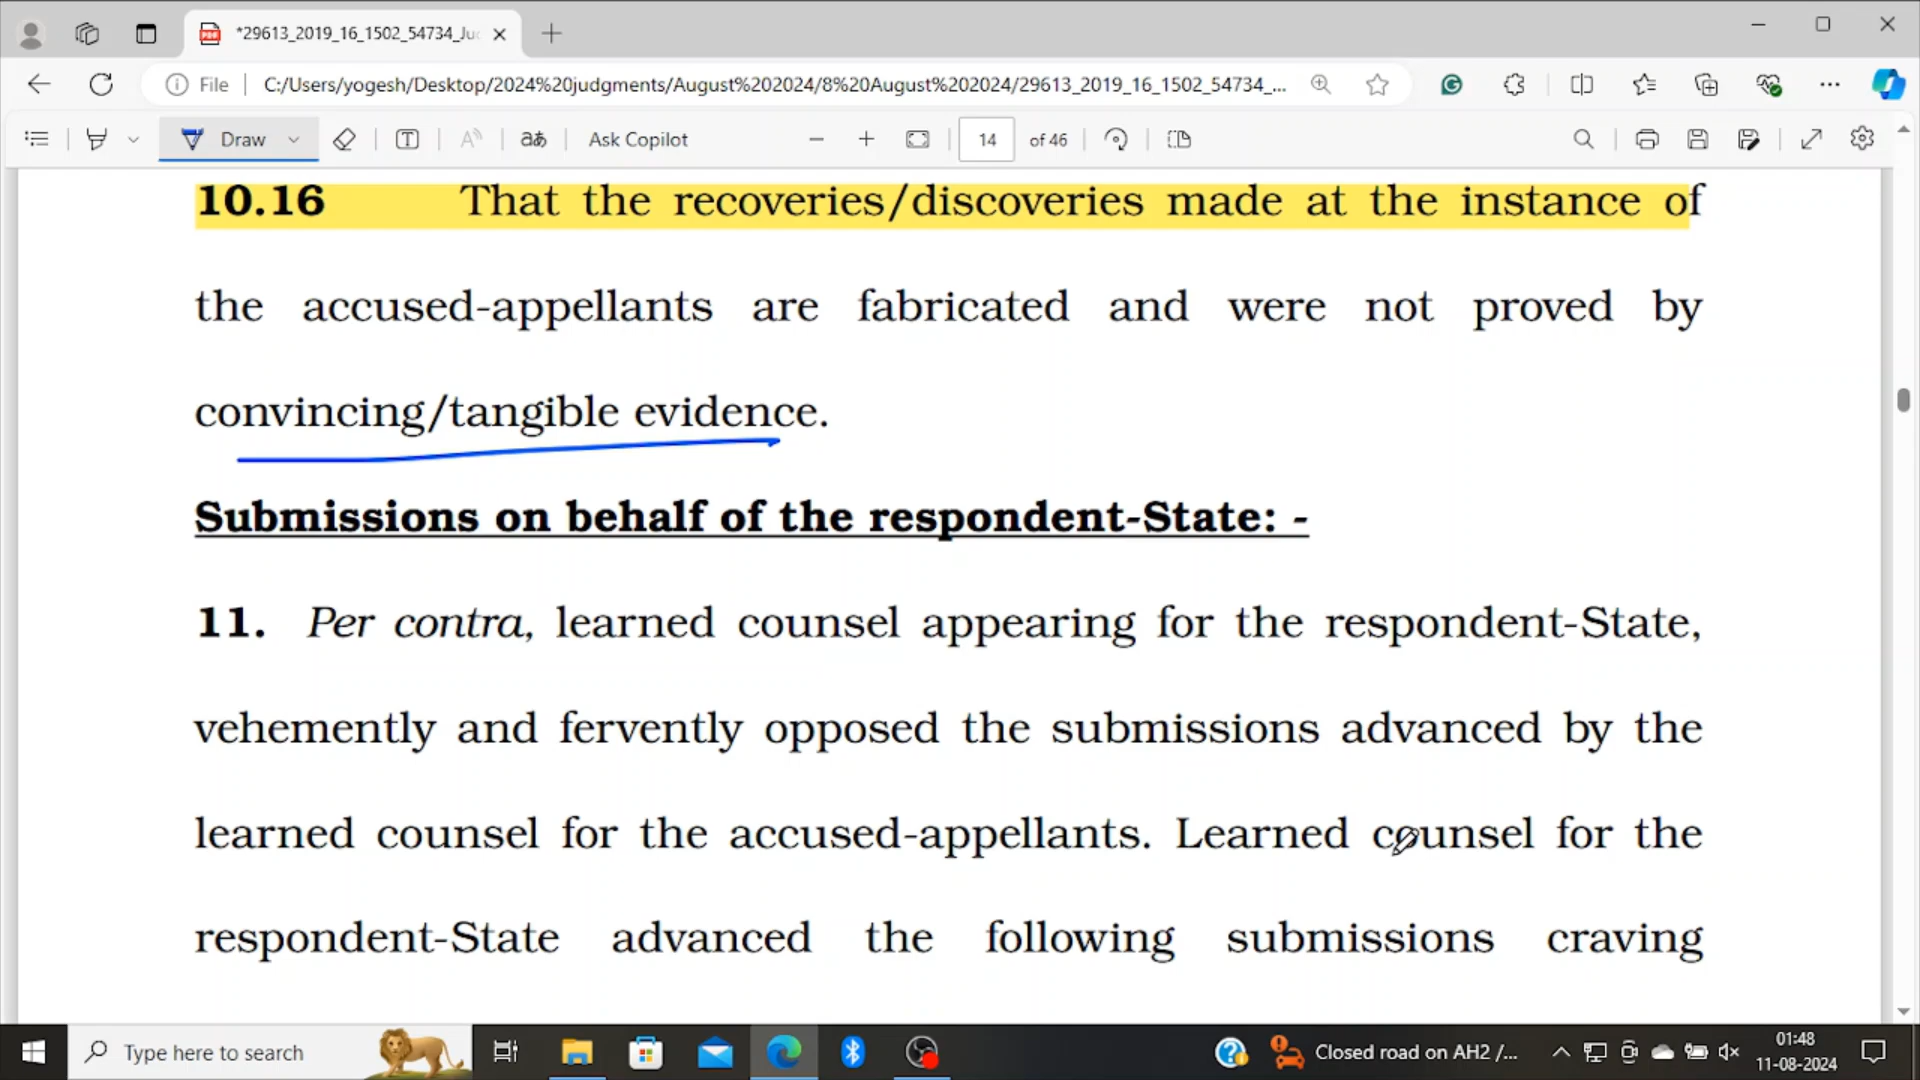 *29613_2019_16_1502_54734_Ju
File
C:/Users/yogesh/Desktop/2024%20judgments/August%202024/8%20August%202024/29613_2019_16_1502_54734_...
Draw
aあ
Ask Copilot
14 of 46
10.16 That the recoveries/discoveries made at the instance of
the accused-appellants are fabricated and were not proved by
convincing/tangible evidence.
Submissions on behalf of the respondent-State: -
11. Per contra, learned counsel appearing for the respondent-State,
vehemently and fervently opposed the submissions advanced by the
learned counsel for the accused-appellants. Learned counsel for the
respondent-State advanced the following submissions craving
Type here to search
Closed road on AH2 /...
01:48
11-08-2024